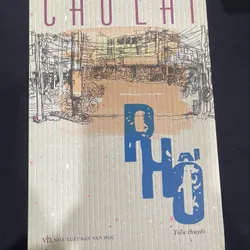 CHU LAI
PHỐ
Tiểu thuyết
NHÀ XUẤT BẢN VĂN HỌC